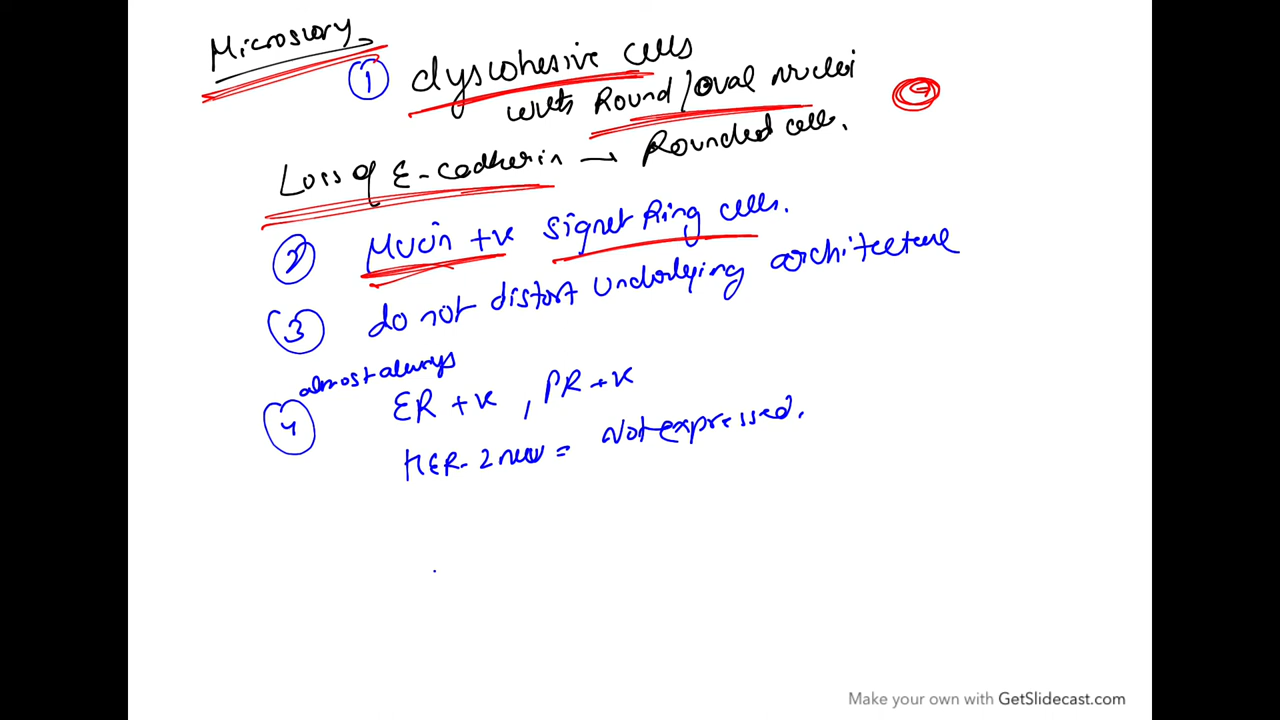 Microscopy
① dyscohesive cells
with Round/oval nuclei
Loss of E-cadherin → Rounded cells.
② Mucin +ve Signet Ring cells.
③ do not distort underlying architecture
almost always
④ ER +ve, PR +ve
HER-2 neu = Not expressed.
Make your own with GetSlidecast.com